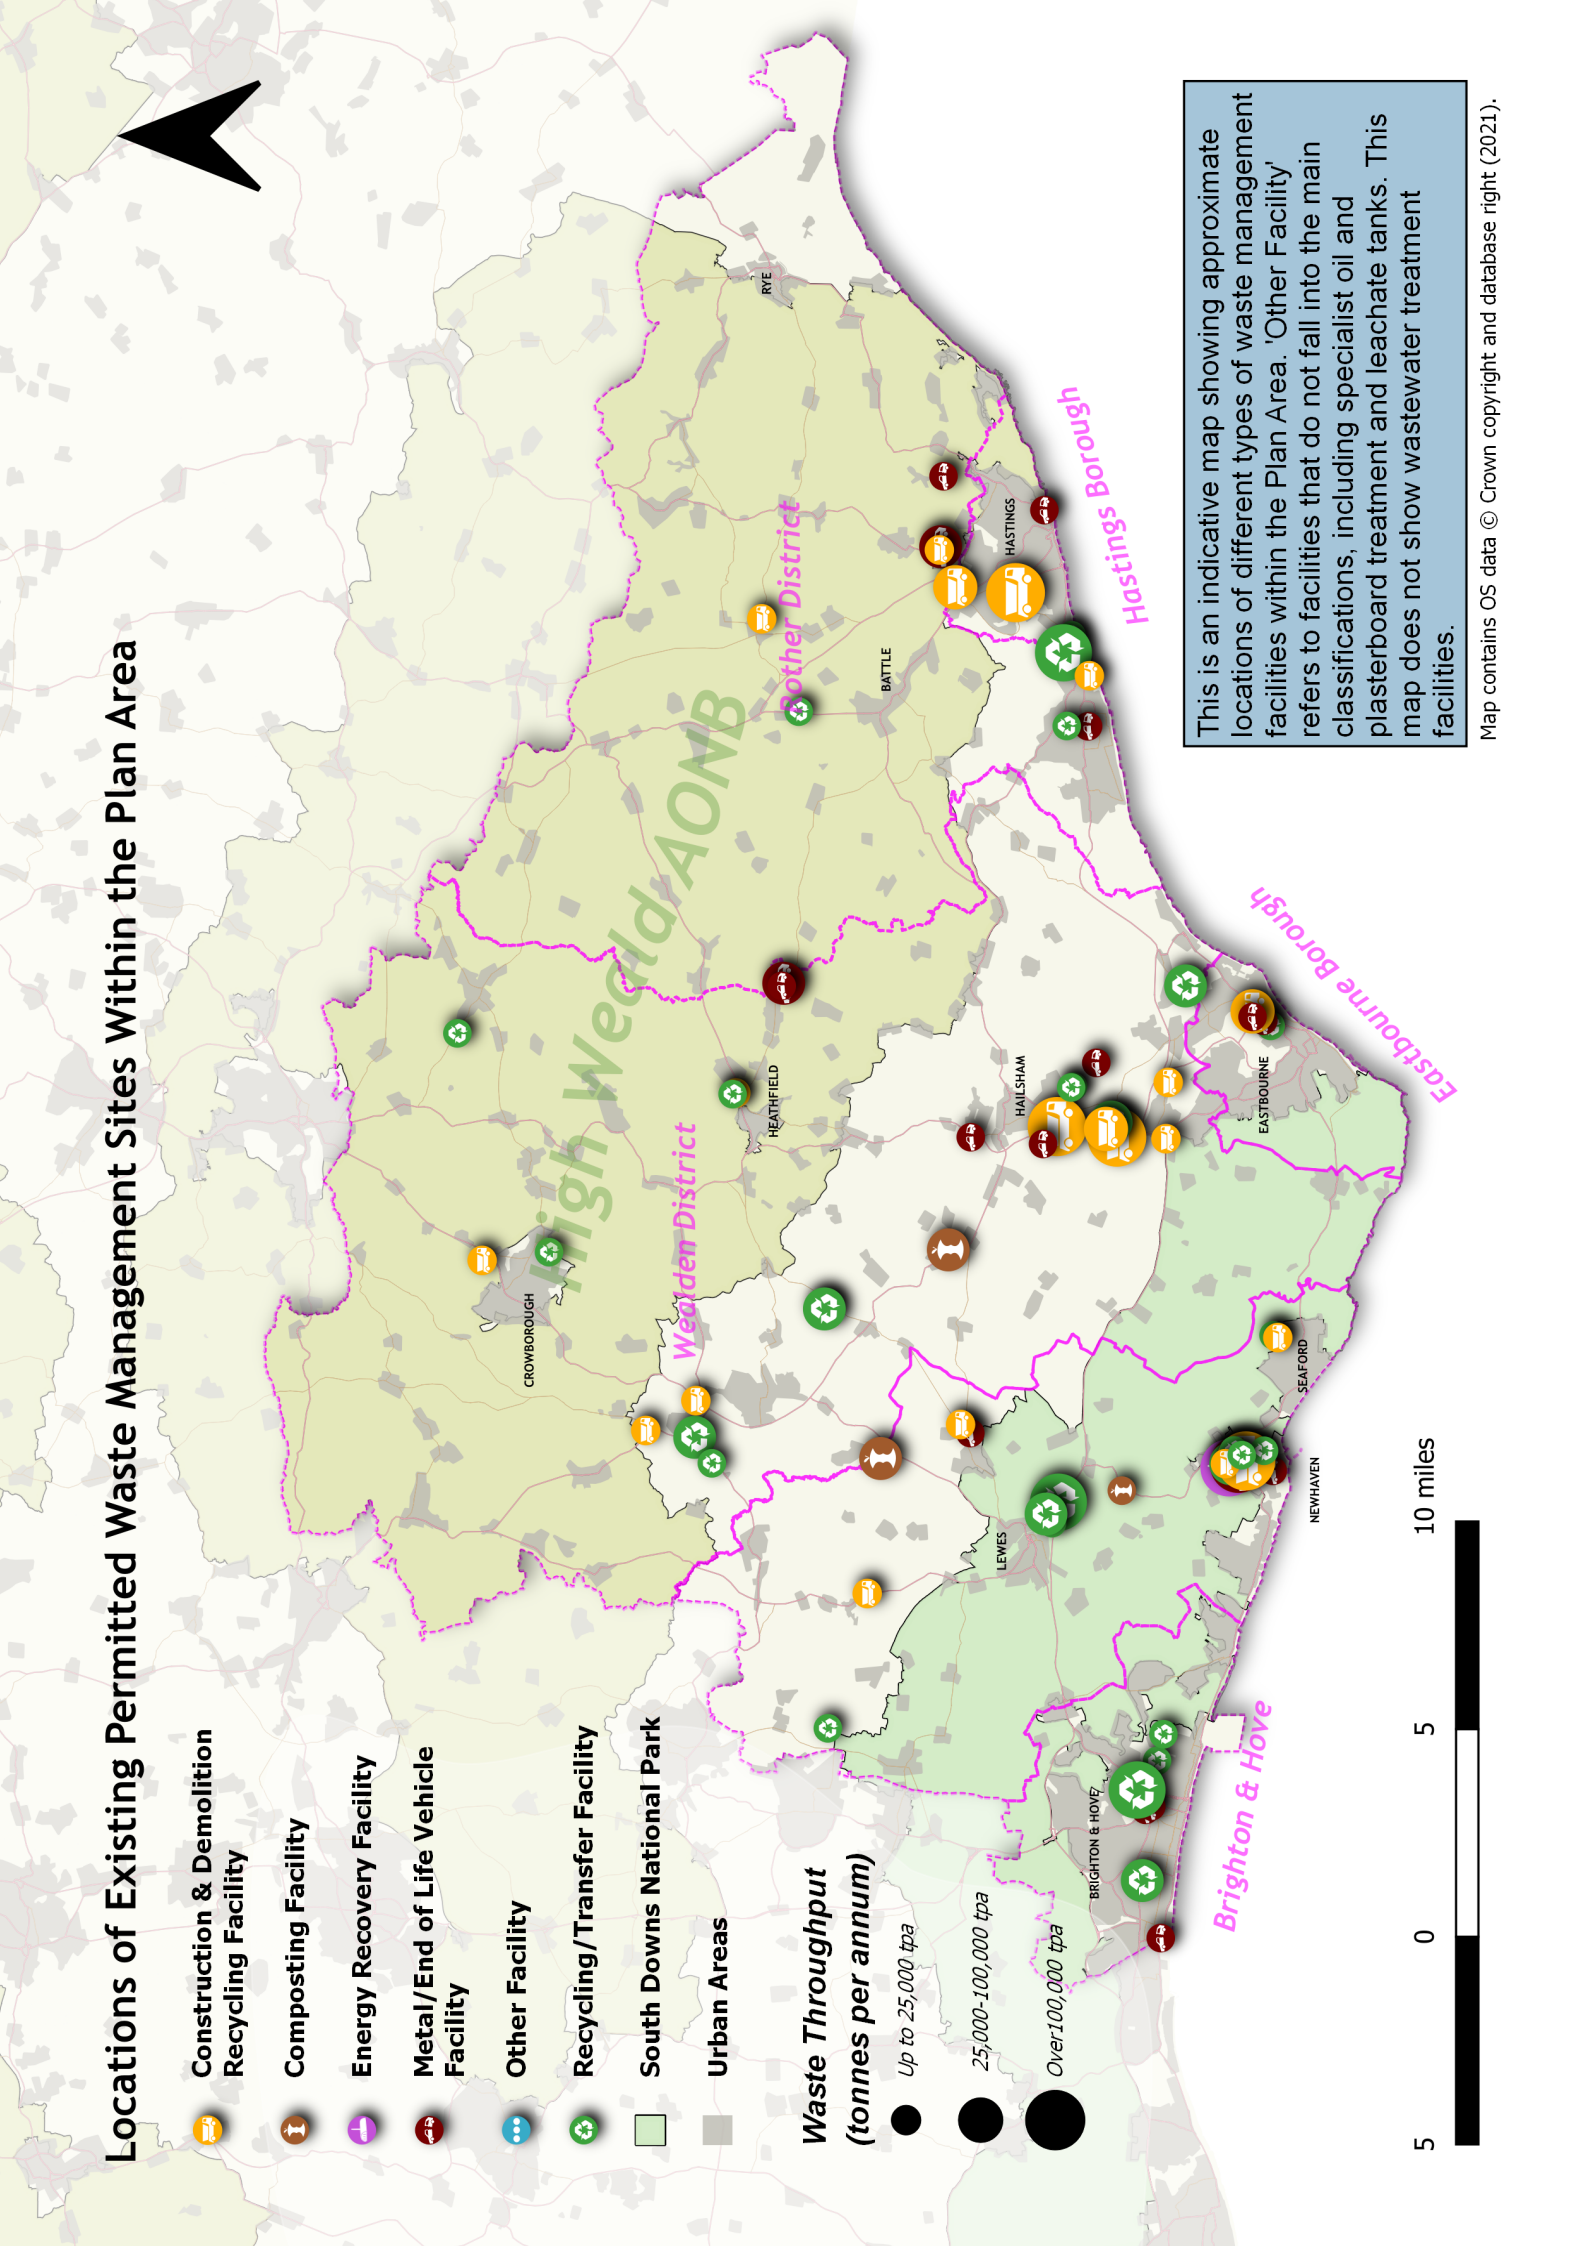 Locations of Existing Permitted Waste Management Sites Within the Plan Area
Construction & Demolition
Recycling Facility
Composting Facility
Energy Recovery Facility
Metal/End of Life Vehicle
Facility
Other Facility
Recycling/Transfer Facility
South Downs National Park
Urban Areas
Waste Throughput
(tonnes per annum)
Up to 25,000 tpa
25,000-100,000 tpa
Over100,000 tpa
CROWBOROUGH
High Weald AONB
Wealden District
HEATHFIELD
Rother District
RYE
BATTLE
HASTINGS
Hastings Borough
HAILSHAM
LEWES
EASTBOURNE
Eastbourne Borough
SEAFORD
NEWHAVEN
BRIGHTON & HOVE
Brighton & Hove
5
0
5
10 miles
This is an indicative map showing approximate
locations of different types of waste management
facilities within the Plan Area. 'Other Facility'
refers to facilities that do not fall into the main
classifications, including specialist oil and
plasterboard treatment and leachate tanks. This
map does not show wastewater treatment
facilities.
Map contains OS data © Crown copyright and database right (2021).